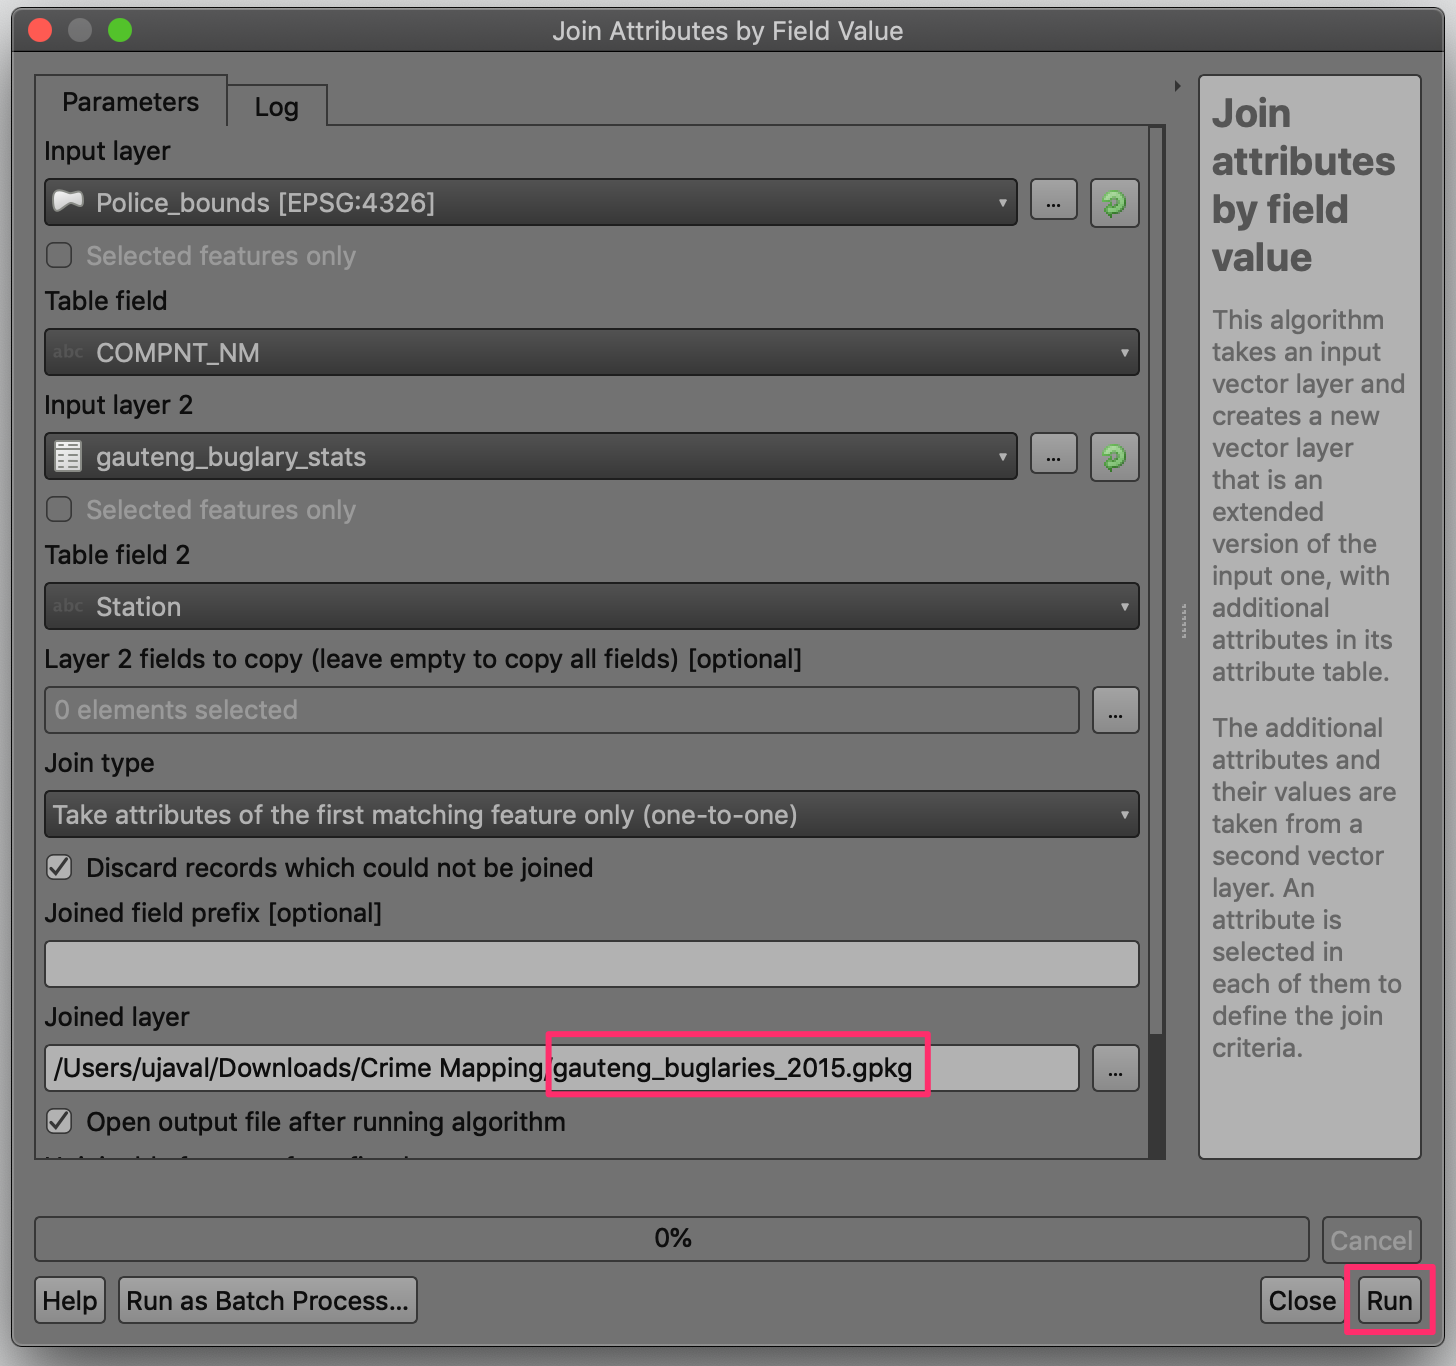 Join Attributes by Field Value
Parameters
Log
Input layer
Police_bounds [EPSG:4326]
...
Selected features only
Table field
abc COMPNT_NM
Input layer 2
gauteng_buglary_stats
...
Selected features only
Table field 2
abc Station
Layer 2 fields to copy (leave empty to copy all fields) [optional]
0 elements selected
...
Join type
Take attributes of the first matching feature only (one-to-one)
Discard records which could not be joined
Joined field prefix [optional]
Joined layer
/Users/ujaval/Downloads/Crime Mapping/gauteng_buglaries_2015.gpkg
...
Open output file after running algorithm
0%
Cancel
Help
Run as Batch Process...
Close
Run
Join
attributes
by field
value
This algorithm
takes an input
vector layer and
creates a new
vector layer
that is an
extended
version of the
input one, with
additional
attributes in its
attribute table.
The additional
attributes and
their values are
taken from a
second vector
layer. An
attribute is
selected in
each of them to
define the join
criteria.